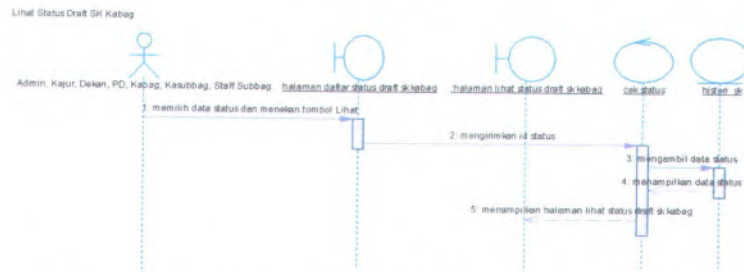 Lihat Status Draft SK Kabag
Admin, Kajur, Dekan, PD, Kabag, Kasubbag, Staff Subbag
halaman daftar status draft sk kabag
halaman lihat status draft sk kabag
cek status
histori_sk
1: memilih data status dan menekan tombol Lihat
2: mengirimkan id status
3: mengambil data status
4: menampilkan data status
5: menampilkan halaman lihat status draft sk kabag